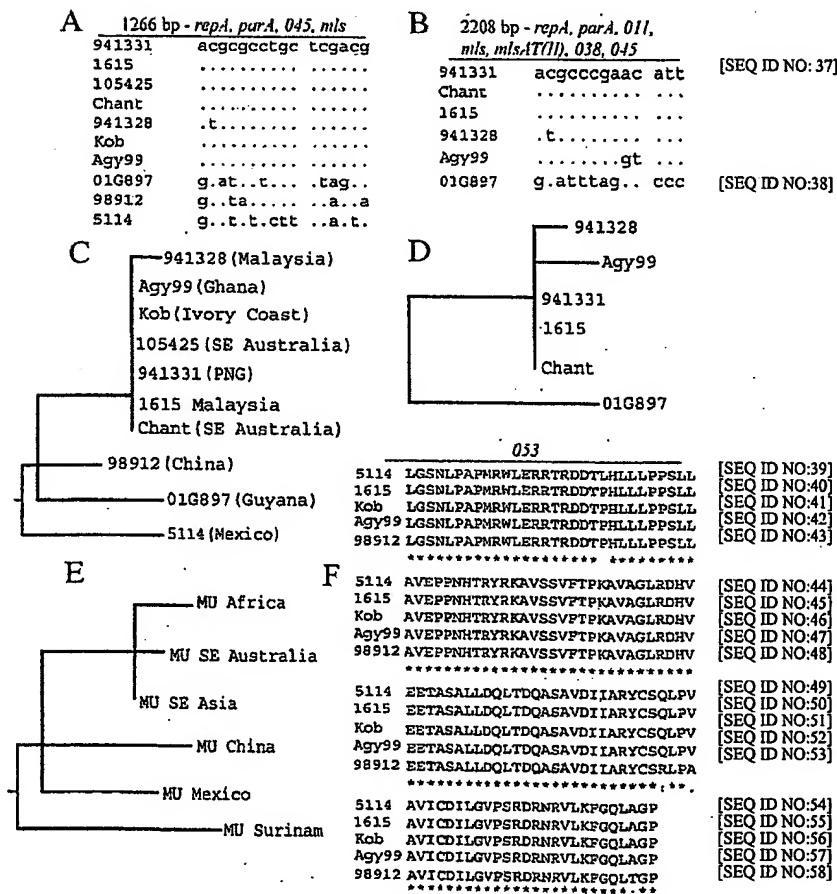 A
1266 bp - repA, parA, 045, mls
941331 acgcgcctgc tcgacg
1615 .......... ......
105425 .......... ......
Chant .......... ......
941328 .t........ ......
Kob .......... ......
Agy99 .......... ......
01G897 g.at..t... .tag..
98912 g..ta..... ...a..a
5114 g..t.t.ctt ..a.t.
B
2208 bp - repA, parA, 011,
mls, mlsAT(II), 038, 045
941331 acgcccgaac att [SEQ ID NO: 37]
Chant .......... ...
1615 .......... ...
941328 .t........ ...
Agy99 ........gt ...
01G897 g.atttag.. ccc [SEQ ID NO:38]
C
941328 (Malaysia)
Agy99 (Ghana)
Kob (Ivory Coast)
105425 (SE Australia)
941331 (PNG)
1615 Malaysia
Chant (SE Australia)
98912 (China)
01G897 (Guyana)
5114 (Mexico)
D
941328
Agy99
941331
1615
Chant
01G897
E
MU Africa
MU SE Australia
MU SE Asia
MU China
MU Mexico
MU Surinam
F
053
5114 LGSNLPAPMRWLERRTRDDTLHLLLPPSLL [SEQ ID NO:39]
1615 LGSNLPAPMRWLERRTRDDTPHLLLPPSLL [SEQ ID NO:40]
Kob LGSNLPAPMRWLERRTRDDTPHLLLPPSLL [SEQ ID NO:41]
Agy99 LGSNLPAPMRWLERRTRDDTPHLLLPPSLL [SEQ ID NO:42]
98912 LGSNLPAPMRWLERRTRDDTPHLLLPPSLL [SEQ ID NO:43]
******************** *********
5114 AVEPPNHTRYRKAVSSVFTPKAVAGLRDHV [SEQ ID NO:44]
1615 AVEPPNHTRYRKAVSSVFTPKAVAGLRDHV [SEQ ID NO:45]
Kob AVEPPNHTRYRKAVSSVFTPKAVAGLRDHV [SEQ ID NO:46]
Agy99 AVEPPNHTRYRKAVSSVFTPKAVAGLRDHV [SEQ ID NO:47]
98912 AVEPPNHTRYRKAVSSVFTPKAVAGLRDHV [SEQ ID NO:48]
******************************
5114 EETASALLDQLTDQASAVDIIARYCSQLPV [SEQ ID NO:49]
1615 EETASALLDQLTDQASAVDIIARYCSQLPV [SEQ ID NO:50]
Kob EETASALLDQLTDQASAVDIIARYCSQLPV [SEQ ID NO:51]
Agy99 EETASALLDQLTDQASAVDIIARYCSQLPV [SEQ ID NO:52]
98912 EETASALLDQLTDQASAVDIIARYCSRLPA [SEQ ID NO:53]
**************************:**.
5114 AVICDILGVPSRDRNRVLKFGQLAGP [SEQ ID NO:54]
1615 AVICDILGVPSRDRNRVLKFGQLAGP [SEQ ID NO:55]
Kob AVICDILGVPSRDRNRVLKFGQLAGP [SEQ ID NO:56]
Agy99 AVICDILGVPSRDRNRVLKFGQLAGP [SEQ ID NO:57]
98912 AVICDILGVPSRDRNRVLKFGQLTGP [SEQ ID NO:58]
***********************.**